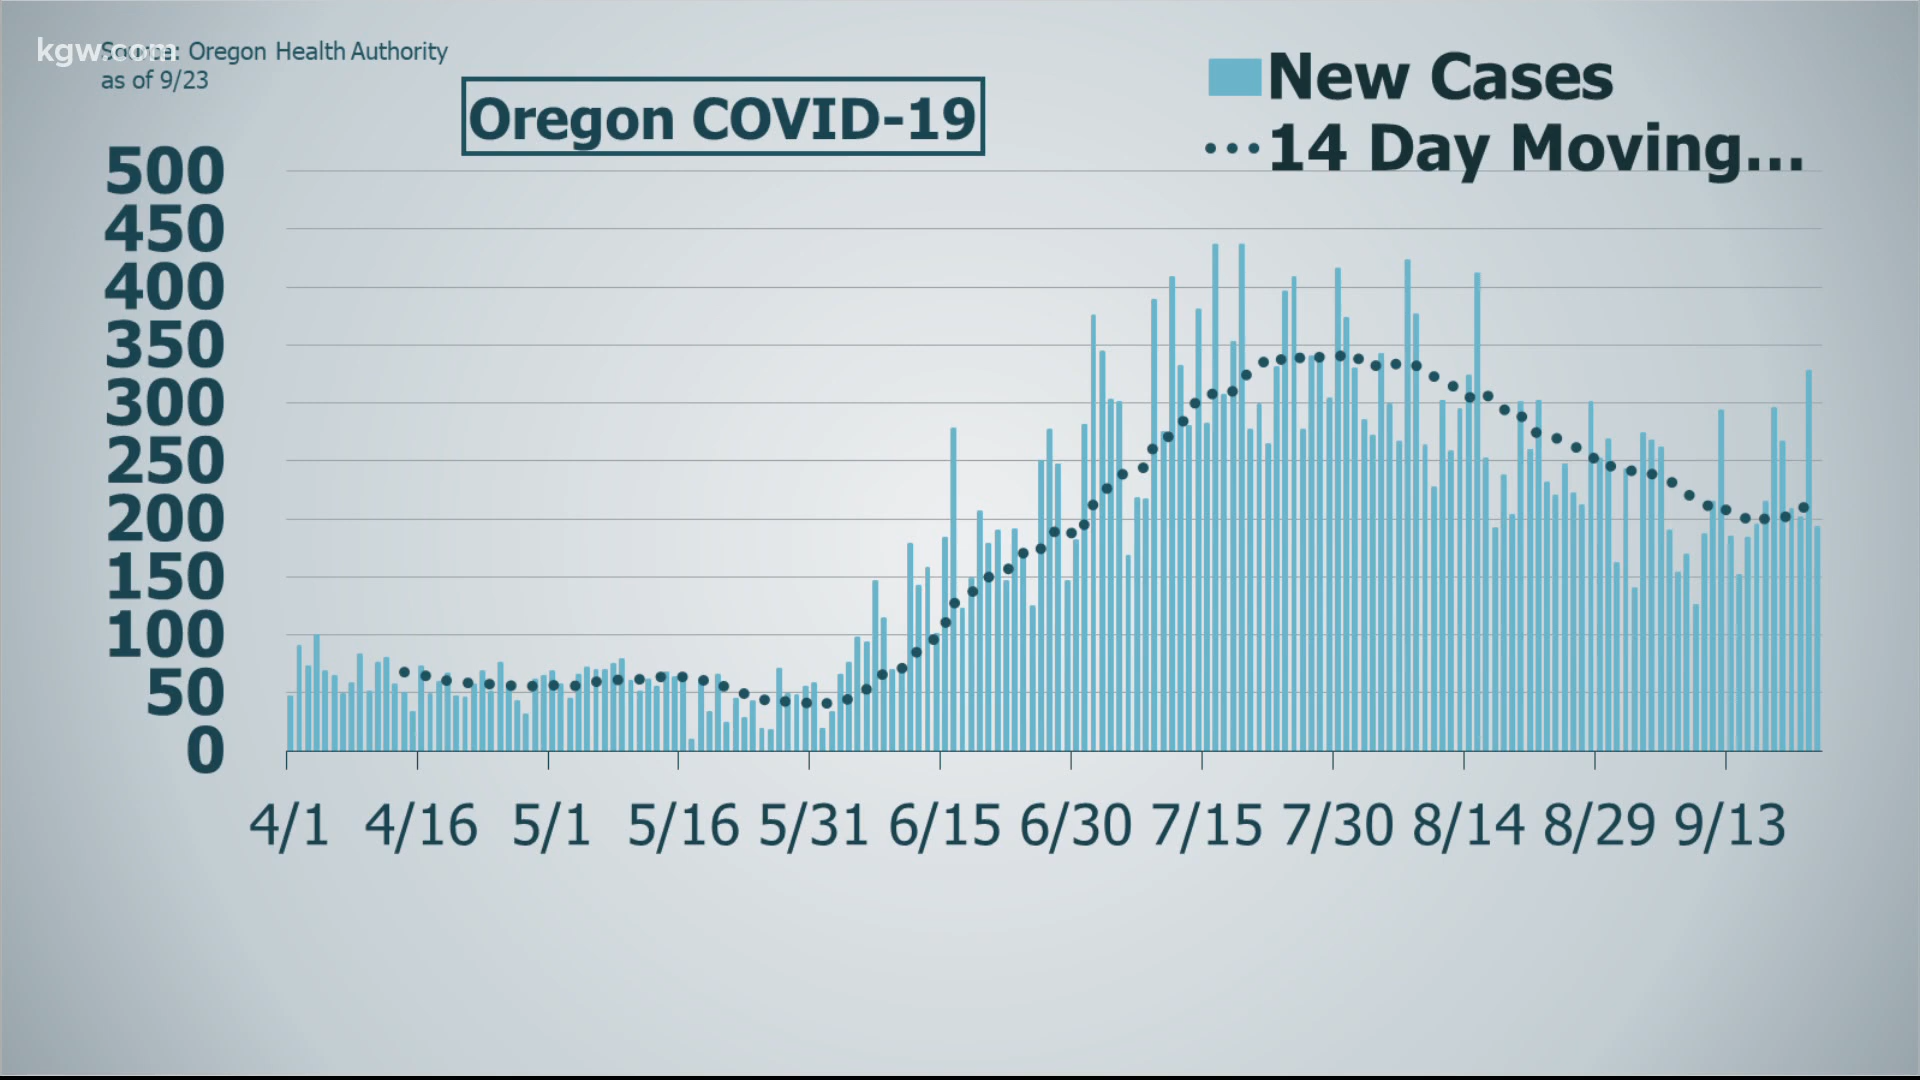 kgw.com
Source: Oregon Health Authority
as of 9/23
Oregon COVID-19
New Cases
14 Day Moving...
500
450
400
350
300
250
200
150
100
50
0
4/1 4/16 5/1 5/16 5/31 6/15 6/30 7/15 7/30 8/14 8/29 9/13